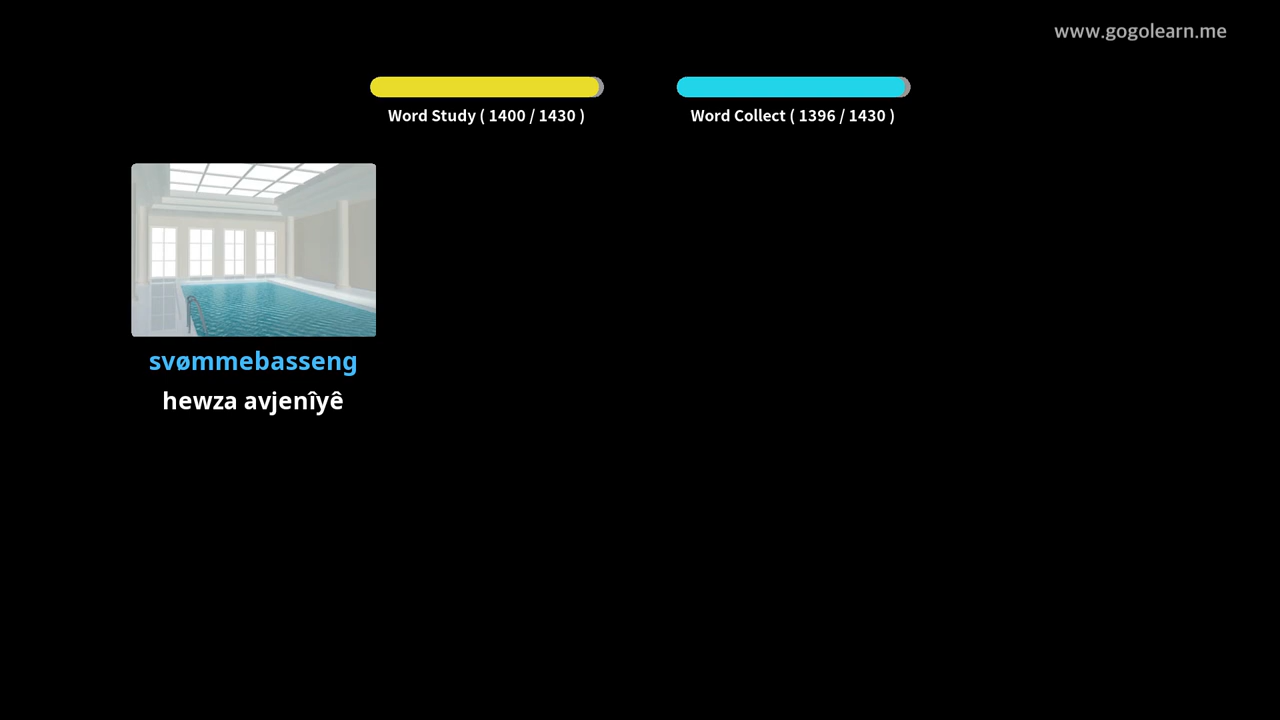 www.gogolearn.me
Word Study ( 1400 / 1430 )
Word Collect ( 1396 / 1430 )
svømmebasseng
hewza avjenîyê